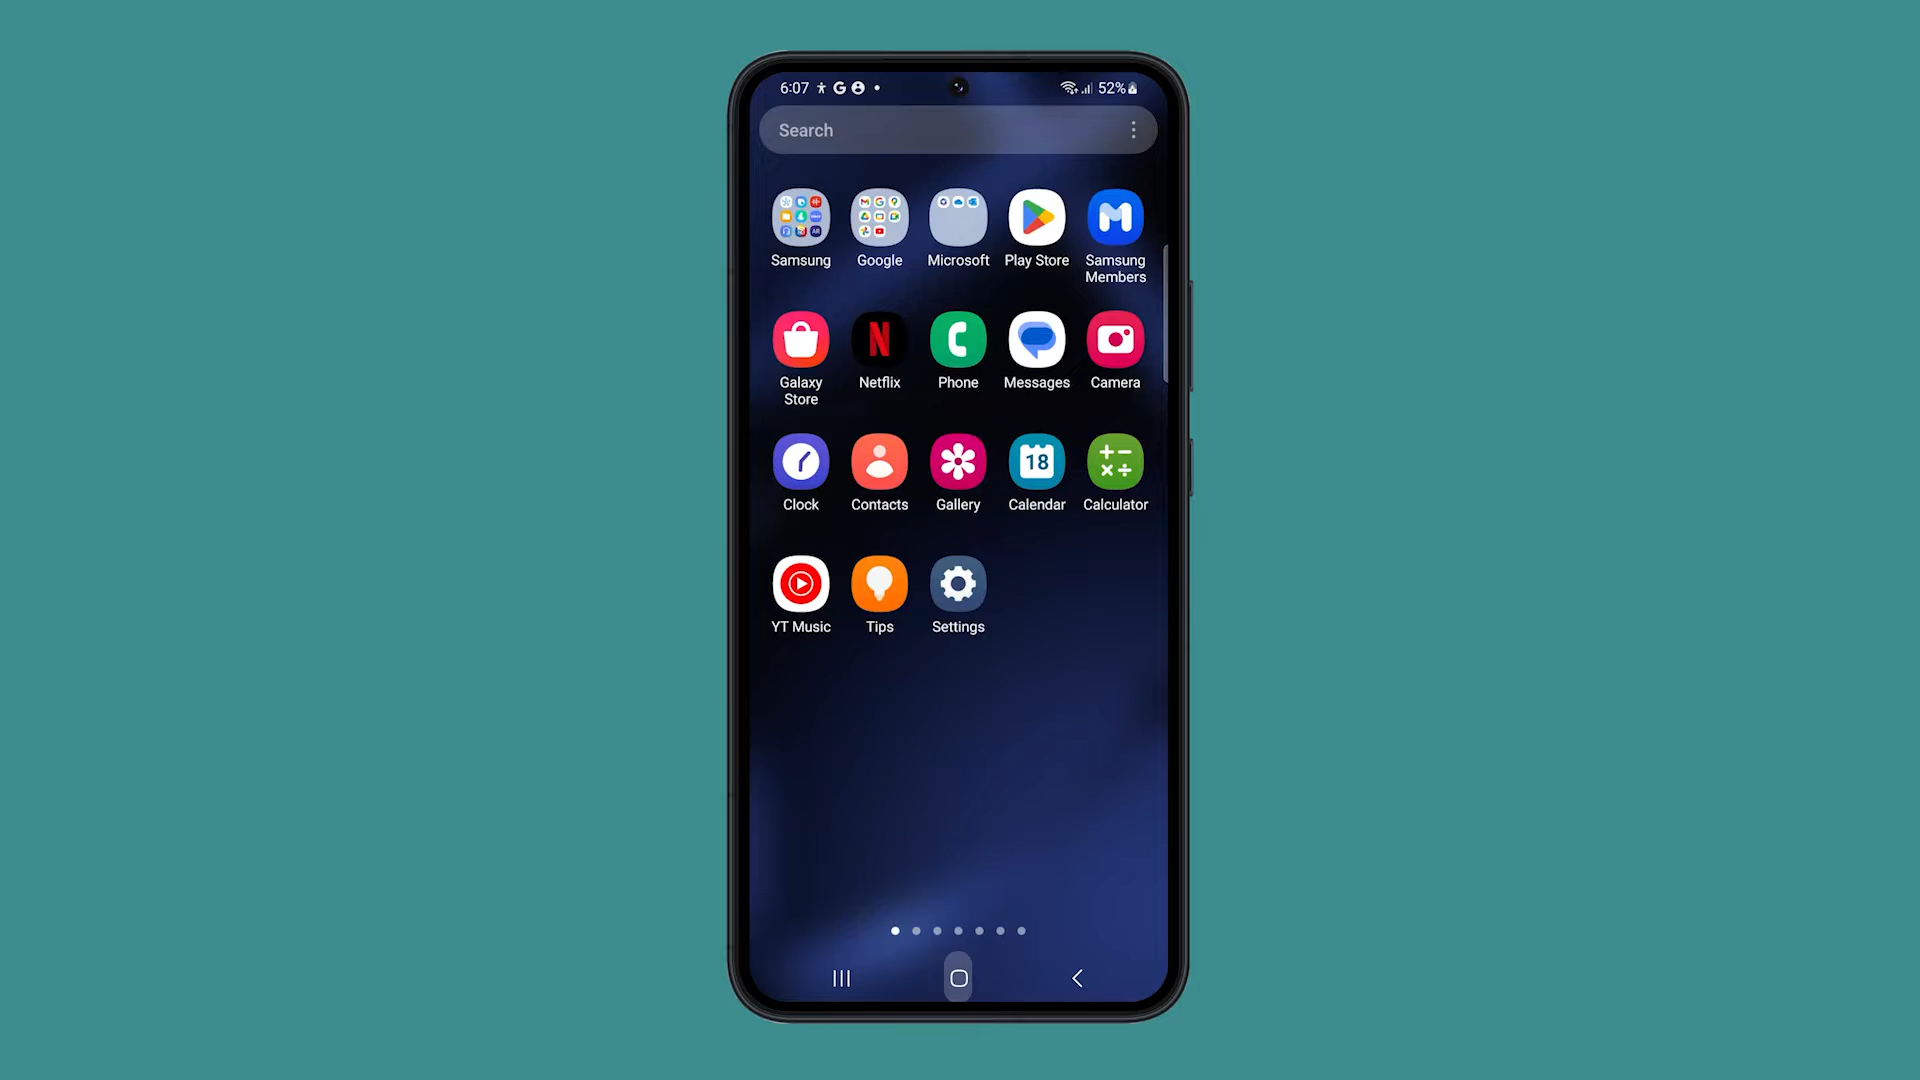 6:07 52%
Search
Samsung Google Microsoft Play Store Samsung
Members
Galaxy Netflix Phone Messages Camera
Store
18
Clock Contacts Gallery Calendar Calculator
YT Music Tips Settings